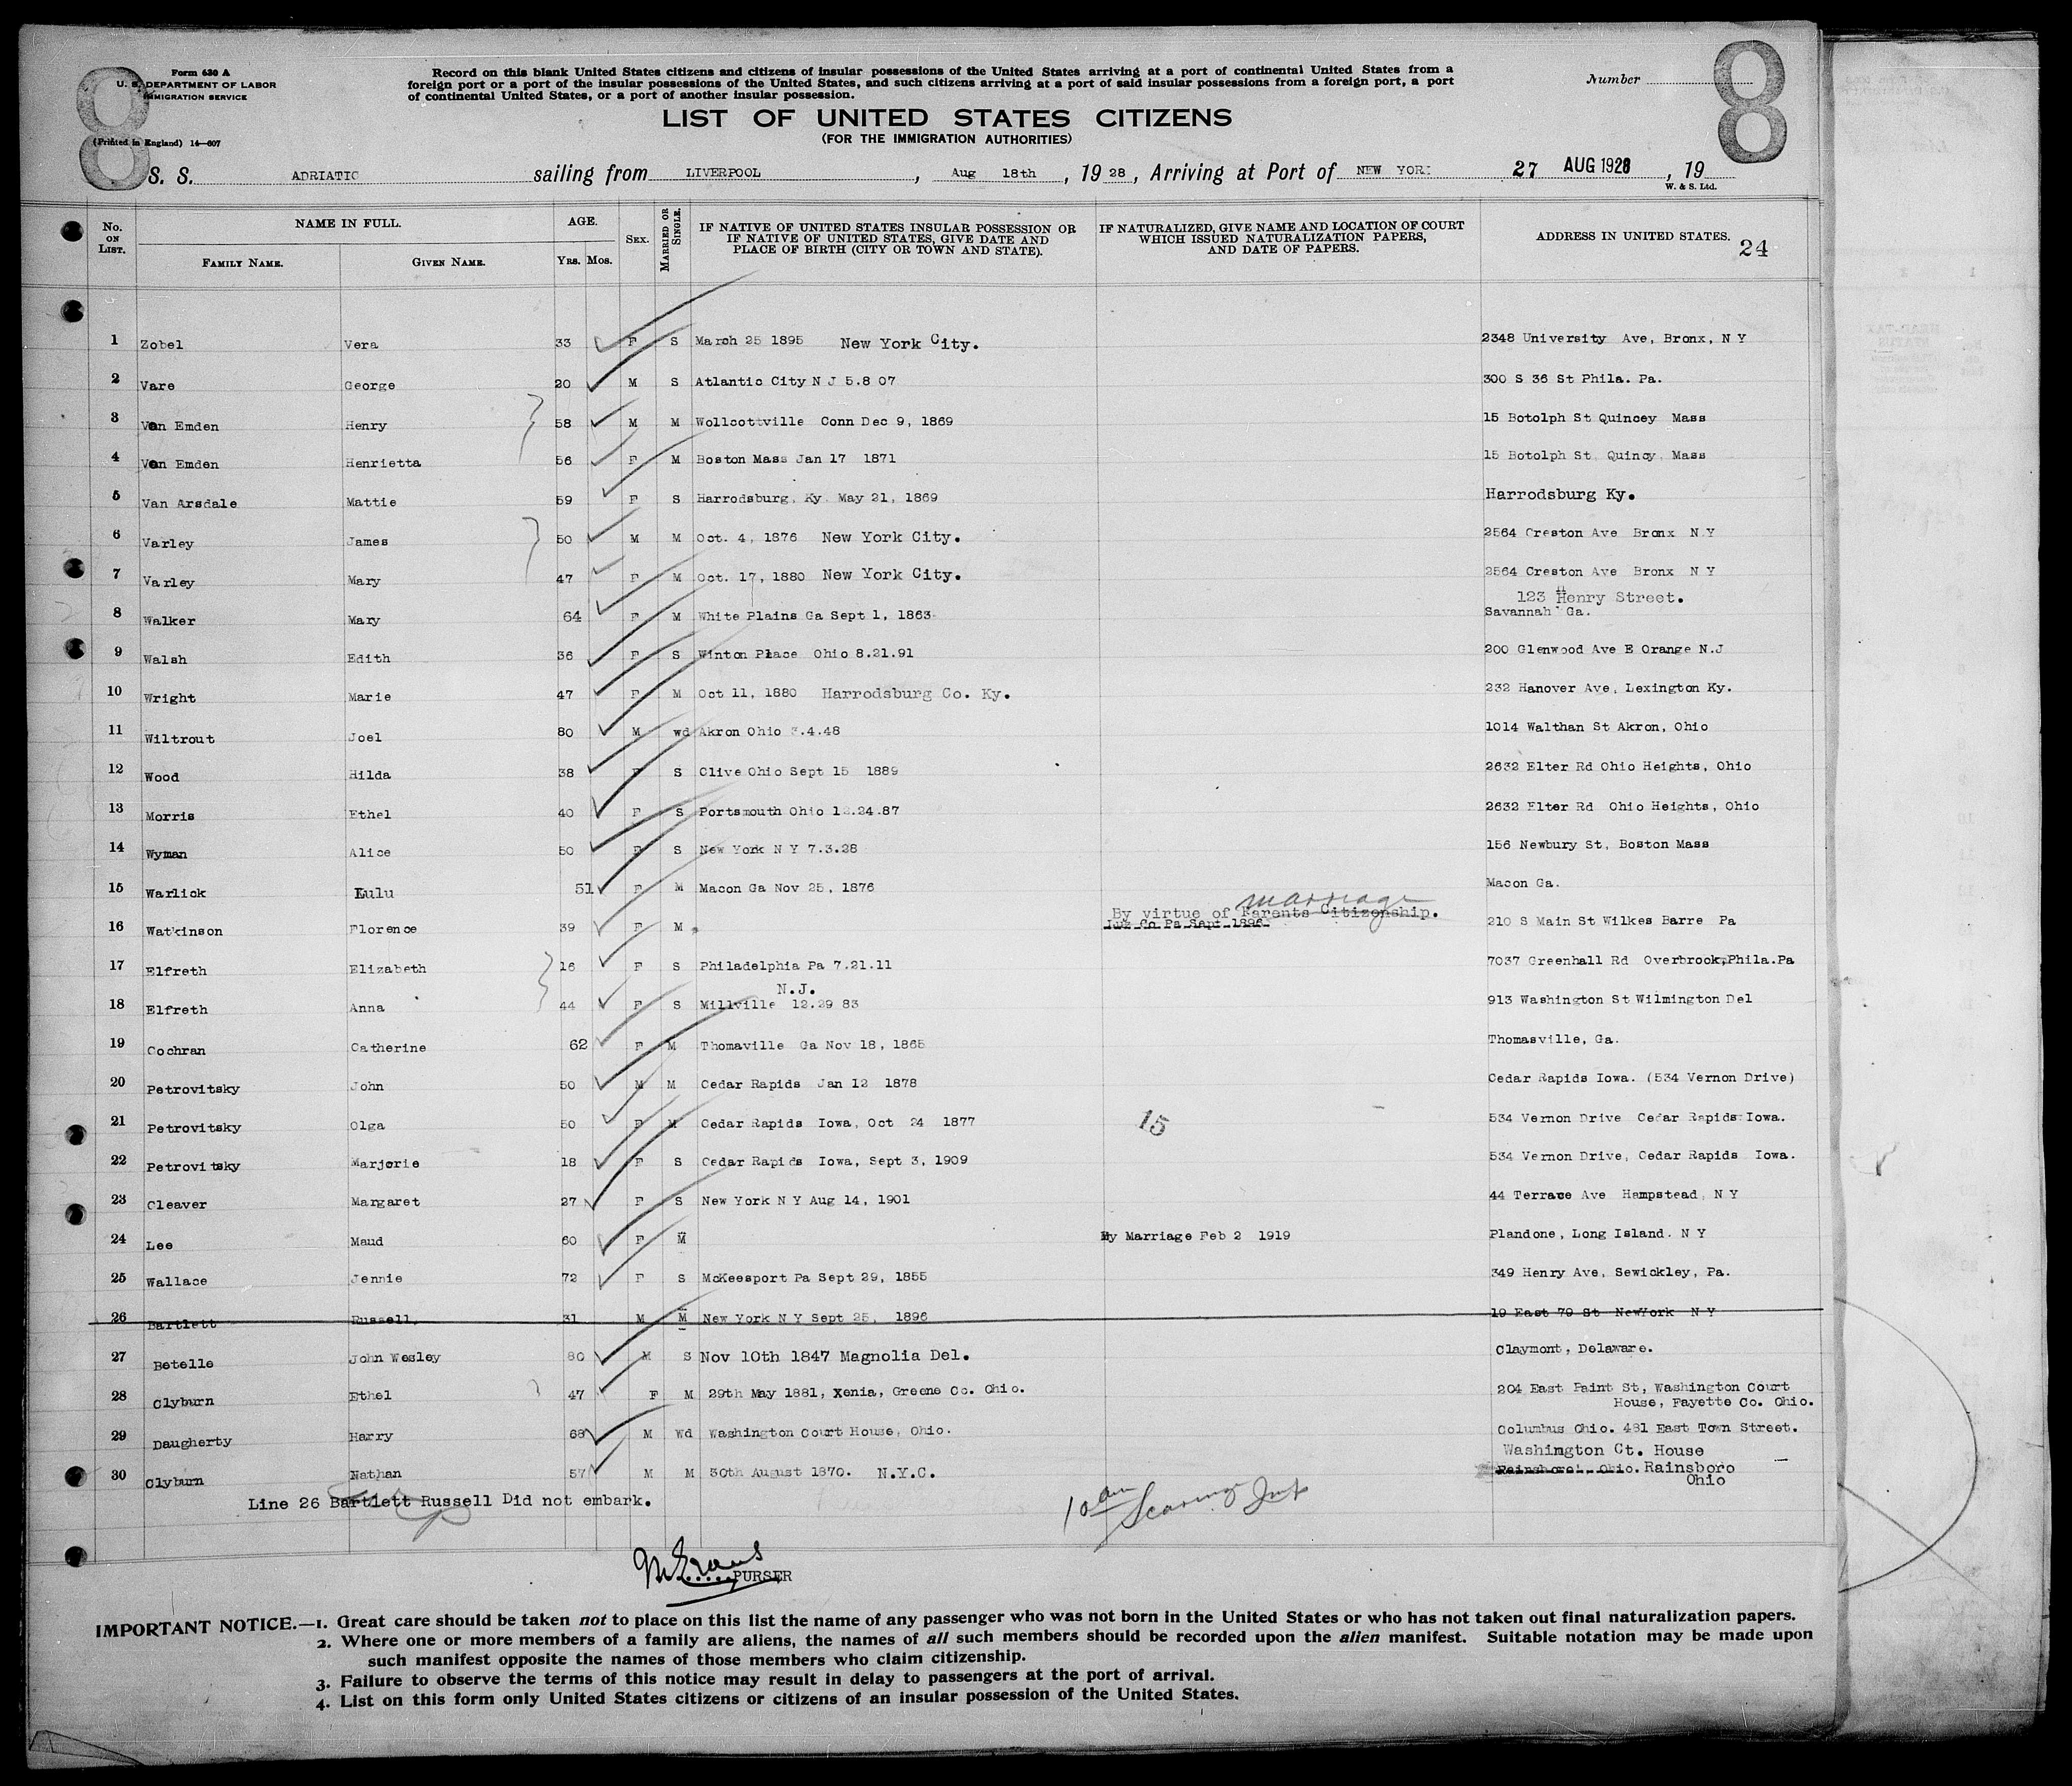 8
8
Form 630 A
U. S. DEPARTMENT OF LABOR
IMMIGRATION SERVICE
(Printed in England) 14—607
Record on this blank United States citizens and citizens of insular possessions of the United States arriving at a port of continental United States from a
foreign port or a port of the insular possessions of the United States, and such citizens arriving at a port of said insular possessions from a foreign port, a port
of continental United States, or a port of another insular possession.
Number
LIST OF UNITED STATES CITIZENS
(FOR THE IMMIGRATION AUTHORITIES)
S. S. ADRIATIC sailing from LIVERPOOL, Aug 18th, 19 28, Arriving at Port of NEW YORK 27 AUG 1928, 19
W. & S. Ltd.
No. ON LIST. NAME IN FULL. FAMILY NAME. GIVEN NAME. AGE. Yrs. Mos. SEX. MARRIED OR SINGLE. IF NATIVE OF UNITED STATES INSULAR POSSESSION OR IF NATIVE OF UNITED STATES, GIVE DATE AND PLACE OF BIRTH (CITY OR TOWN AND STATE). IF NATURALIZED, GIVE NAME AND LOCATION OF COURT WHICH ISSUED NATURALIZATION PAPERS, AND DATE OF PAPERS. ADDRESS IN UNITED STATES. 24
1 Zobel Vera 33 F S March 25 1895 New York City. 2348 University Ave, Bronx, N Y
2 Vare George 20 M S Atlantic City N J 5.8 07 300 S 36 St Phila. Pa.
3 Van Emden Henry 58 M M Wollcottville Conn Dec 9, 1869 15 Botolph St Quincey Mass
4 Van Emden Henrietta 56 F M Boston Mass Jan 17 1871 15 Botolph St, Quincy, Mass
5 Van Arsdale Mattie 59 F S Harrodsburg, Ky. May 21, 1869 Harrodsburg Ky.
6 Varley James 50 M M Oct. 4, 1876 New York City. 2564 Creston Ave Bronx N Y
7 Varley Mary 47 F M Oct. 17, 1880 New York City. 2564 Creston Ave Bronx N Y
123 Henry Street.
8 Walker Mary 64 F M White Plains Ga Sept 1, 1863 Savannah Ga.
9 Walsh Edith 36 F S Winton Place Ohio 8.21.91 200 Glenwood Ave E Orange N.J
10 Wright Marie 47 F M Oct 11, 1880 Harrodsburg Co. Ky. 232 Hanover Ave, Lexington Ky.
11 Wiltrout Joel 80 M wd Akron Ohio .4.48 1014 Walthan St Akron, Ohio
12 Wood Hilda 38 F S Clive Ohio Sept 15 1889 2632 Elter Rd Ohio Heights, Ohio
13 Morris Ethel 40 F S Portsmouth Ohio 12.24.87 2632 Elter Rd Ohio Heights, Ohio
14 Wyman Alice 50 F S New York N Y 7.3.28 156 Newbury St, Boston Mass
15 Warlick Lulu 51 F M Macon Ga Nov 25, 1876 Macon Ga.
marriage
By virtue of Parents Citizenship.
16 Watkinson Florence 39 F M Luz Co Pa Sept 1896 210 S Main St Wilkes Barre Pa
17 Elfreth Elizabeth 16 F S Philadelphia Pa 7.21.11 7037 Greenhall Rd Overbrook, Phila.Pa
N.J.
18 Elfreth Anna 44 F S Millville 12.29 83 913 Washington St Wilmington Del
19 Cochran Catherine 62 F M Thomaville Ga Nov 18, 1865 Thomasville, Ga.
20 Petrovitsky John 50 M M Cedar Rapids Jan 12 1878 Cedar Rapids Iowa. (534 Vernon Drive)
21 Petrovitsky Olga 50 F M Cedar Rapids Iowa, Oct 24 1877 15 534 Vernon Drive Cedar Rapids Iowa.
22 Petrovitsky Marjorie 18 F S Cedar Rapids Iowa, Sept 3, 1909 534 Vernon Drive, Cedar Rapids Iowa.
23 Cleaver Margaret 27 F S New York N Y Aug 14, 1901 44 Terrace Ave Hempstead, N Y
24 Lee Maud 60 F M By Marriage Feb 2 1919 Plandone, Long Island. N Y
25 Wallace Jennie 72 F S McKeesport Pa Sept 29, 1855 349 Henry Ave, Sewickley, Pa.
26 Bartlett Russell 31 M M New York N Y Sept 25, 1896 19 East 79 St NewYork N Y
27 Betelle John Wesley 80 M S Nov 10th 1847 Magnolia Del. Claymont, Delaware.
28 Clyburn Ethel 47 F M 29th May 1881, Xenia, Greene Co. Ohio. 204 East Paint St, Washington Court
House, Fayette Co. Ohio.
29 Daugherty Harry 68 M Wd Washington Court House, Ohio. Columbus Ohio. 481 East Town Street.
Washington Ct. House
30 Clyburn Nathan 57 M M 30th August 1870. N.Y.C. Rainsboro', Ohio. Rainsboro
Ohio
Line 26 Bartlett Russell Did not embark.
10 am
PURSER
IMPORTANT NOTICE.—1. Great care should be taken not to place on this list the name of any passenger who was not born in the United States or who has not taken out final naturalization papers.
2. Where one or more members of a family are aliens, the names of all such members should be recorded upon the alien manifest. Suitable notation may be made upon
such manifest opposite the names of those members who claim citizenship.
3. Failure to observe the terms of this notice may result in delay to passengers at the port of arrival.
4. List on this form only United States citizens or citizens of an insular possession of the United States.